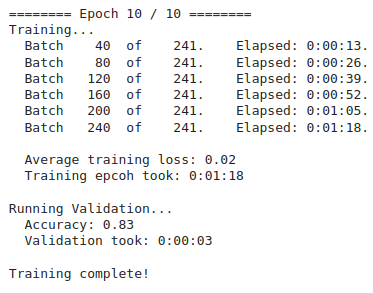 ======== Epoch 10 / 10 ========
Training...
  Batch    40  of    241.    Elapsed: 0:00:13.
  Batch    80  of    241.    Elapsed: 0:00:26.
  Batch   120  of    241.    Elapsed: 0:00:39.
  Batch   160  of    241.    Elapsed: 0:00:52.
  Batch   200  of    241.    Elapsed: 0:01:05.
  Batch   240  of    241.    Elapsed: 0:01:18.

  Average training loss: 0.02
  Training epcoh took: 0:01:18

Running Validation...
  Accuracy: 0.83
  Validation took: 0:00:03

Training complete!